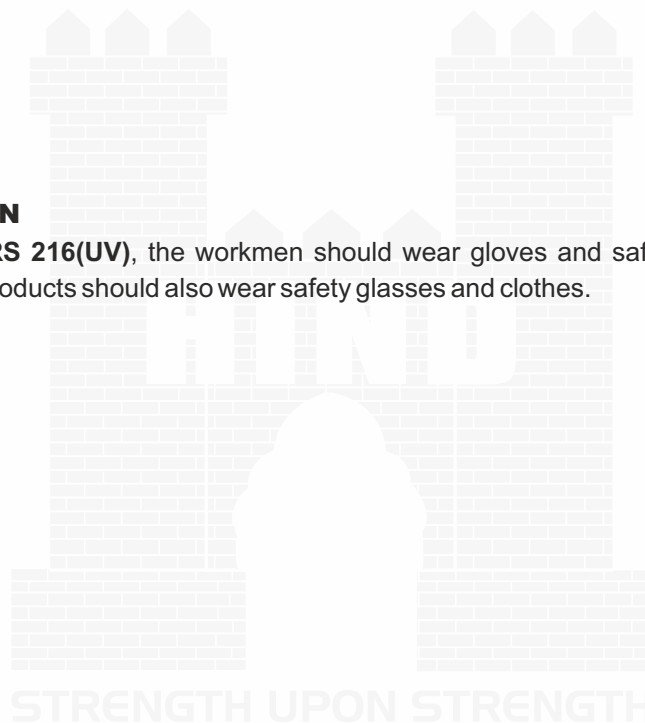 N
RS 216(UV), the workmen should wear gloves and saf
oducts should also wear safety glasses and clothes.
HIND
STRENGTH UPON STRENGTH